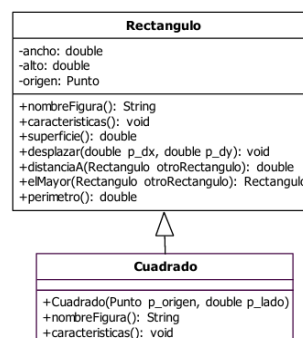 Rectangulo
-ancho: double
-alto: double
-origen: Punto
+nombreFigura(): String
+caracteristicas(): void
+superficie(): double
+desplazar(double p_dx, double p_dy): void
+distanciaA(Rectangulo otroRectangulo): double
+elMayor(Rectangulo otroRectangulo): Rectangulo
+perimetro(): double
Cuadrado
+Cuadrado(Punto p_origen, double p_lado)
+nombreFigura(): String
+caracteristicas(): void